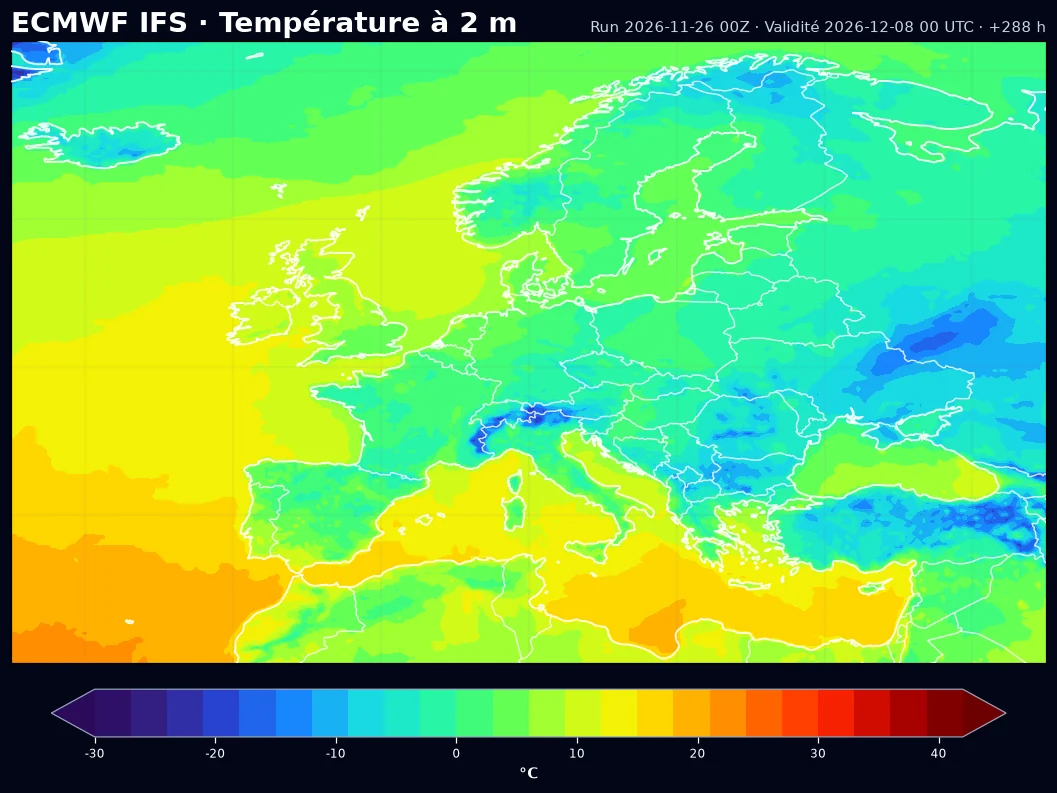 ECMWF IFS · Température à 2 m
Run 2026-11-26 00Z · Validité 2026-12-08 00 UTC · +288 h
-30 -20 -10 0 10 20 30 40
°C